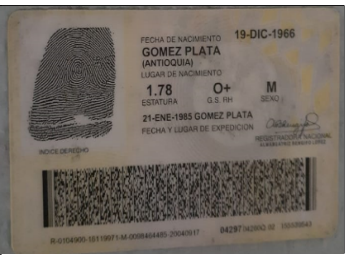 FECHA DE NACIMIENTO 19-DIC-1966
GOMEZ PLATA
(ANTIOQUIA)
LUGAR DE NACIMIENTO
1.78 O+ M
ESTATURA G.S. RH SEXO
21-ENE-1985 GOMEZ PLATA
FECHA Y LUGAR DE EXPEDICION
REGISTRADOR NACIONAL
INDICE DERECHO